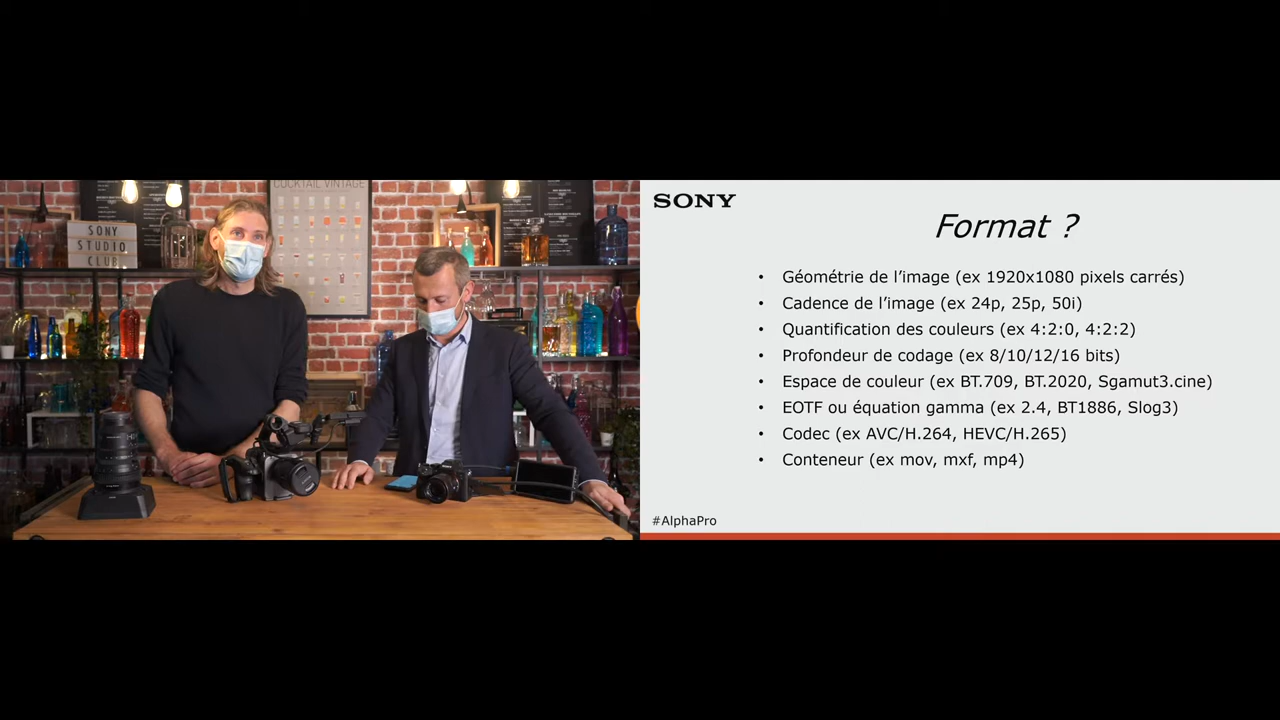 COCKTAIL VINTAGE
SONY
STUDIO
CLUB
SONY
Format ?
• Géométrie de l’image (ex 1920x1080 pixels carrés)
• Cadence de l’image (ex 24p, 25p, 50i)
• Quantification des couleurs (ex 4:2:0, 4:2:2)
• Profondeur de codage (ex 8/10/12/16 bits)
• Espace de couleur (ex BT.709, BT.2020, Sgamut3.cine)
• EOTF ou équation gamma (ex 2.4, BT1886, Slog3)
• Codec (ex AVC/H.264, HEVC/H.265)
• Conteneur (ex mov, mxf, mp4)
#AlphaPro